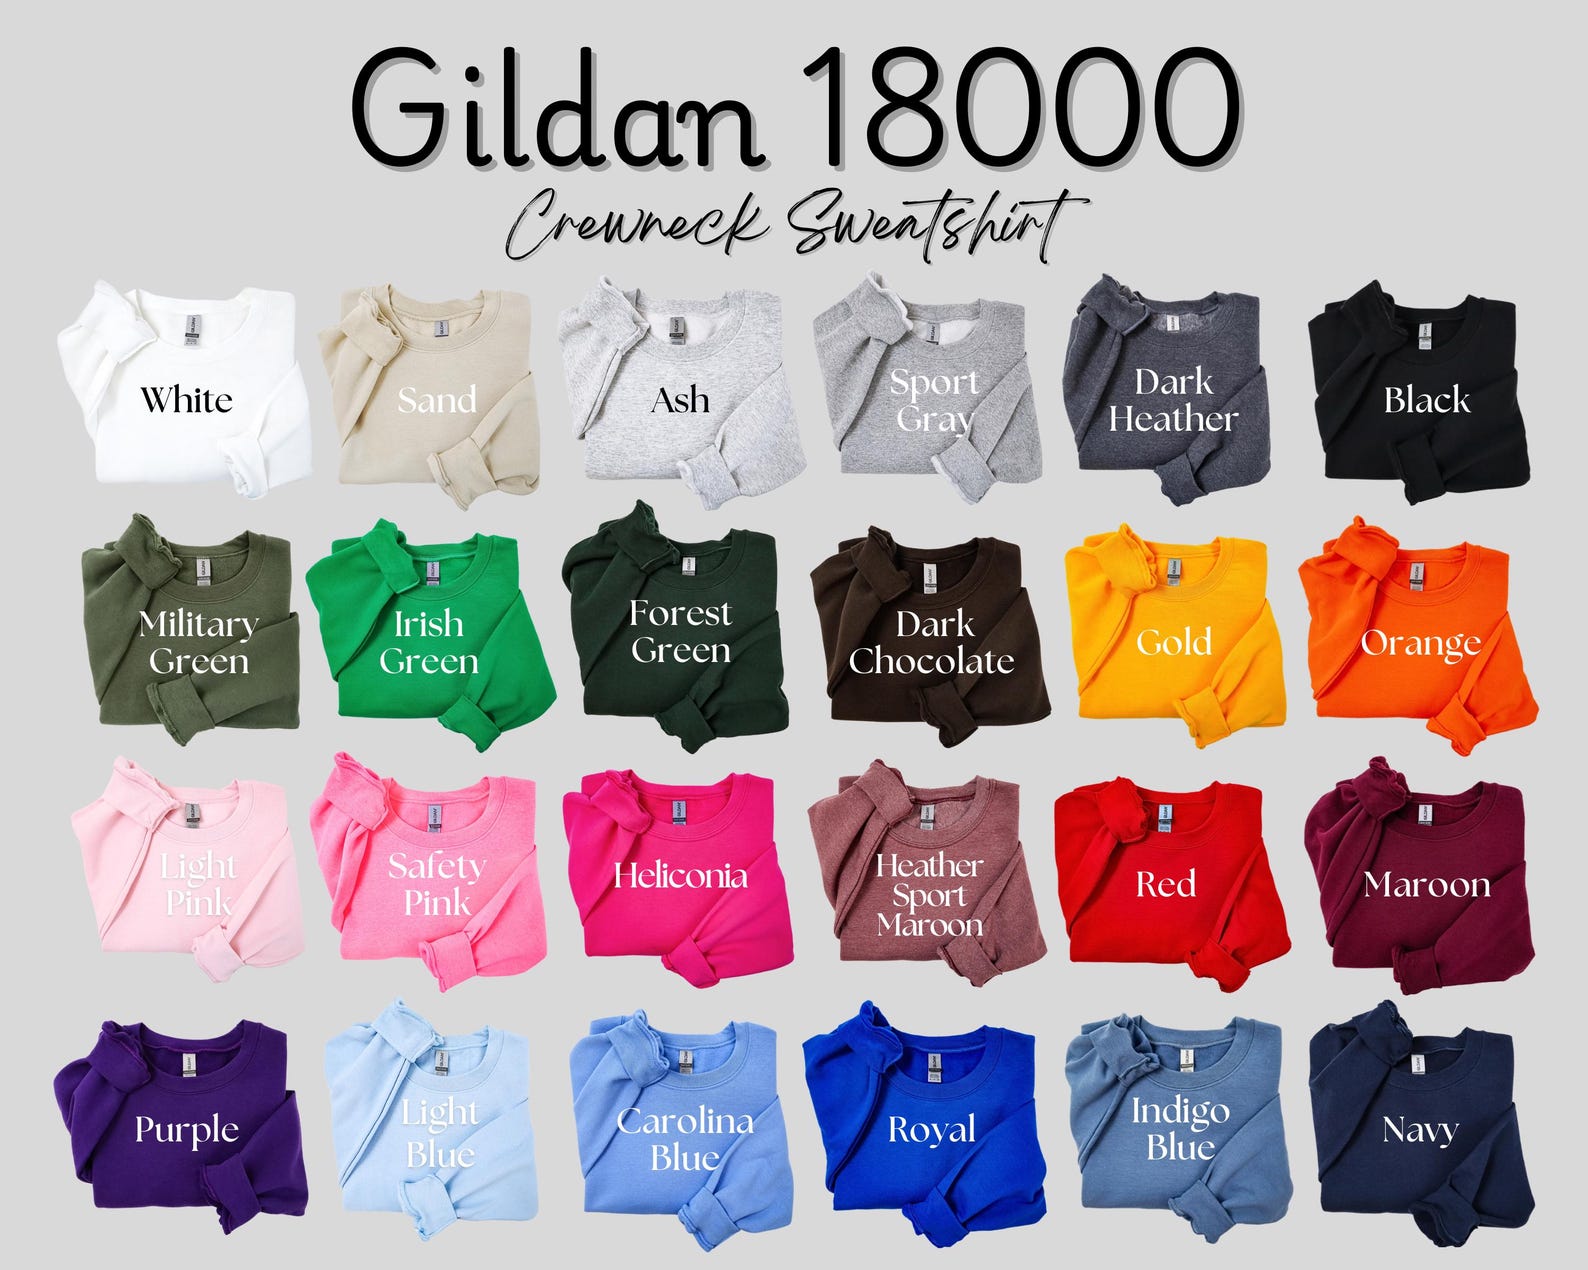 Gildan 18000
Crewneck Sweatshirt
White
Sand
Ash
Sport
Gray
Dark
Heather
Black
Military
Green
Irish
Green
Forest
Green
Dark
Chocolate
Gold
Orange
Light
Pink
Safety
Pink
Heliconia
Heather
Sport
Maroon
Red
Maroon
Purple
Light
Blue
Carolina
Blue
Royal
Indigo
Blue
Navy